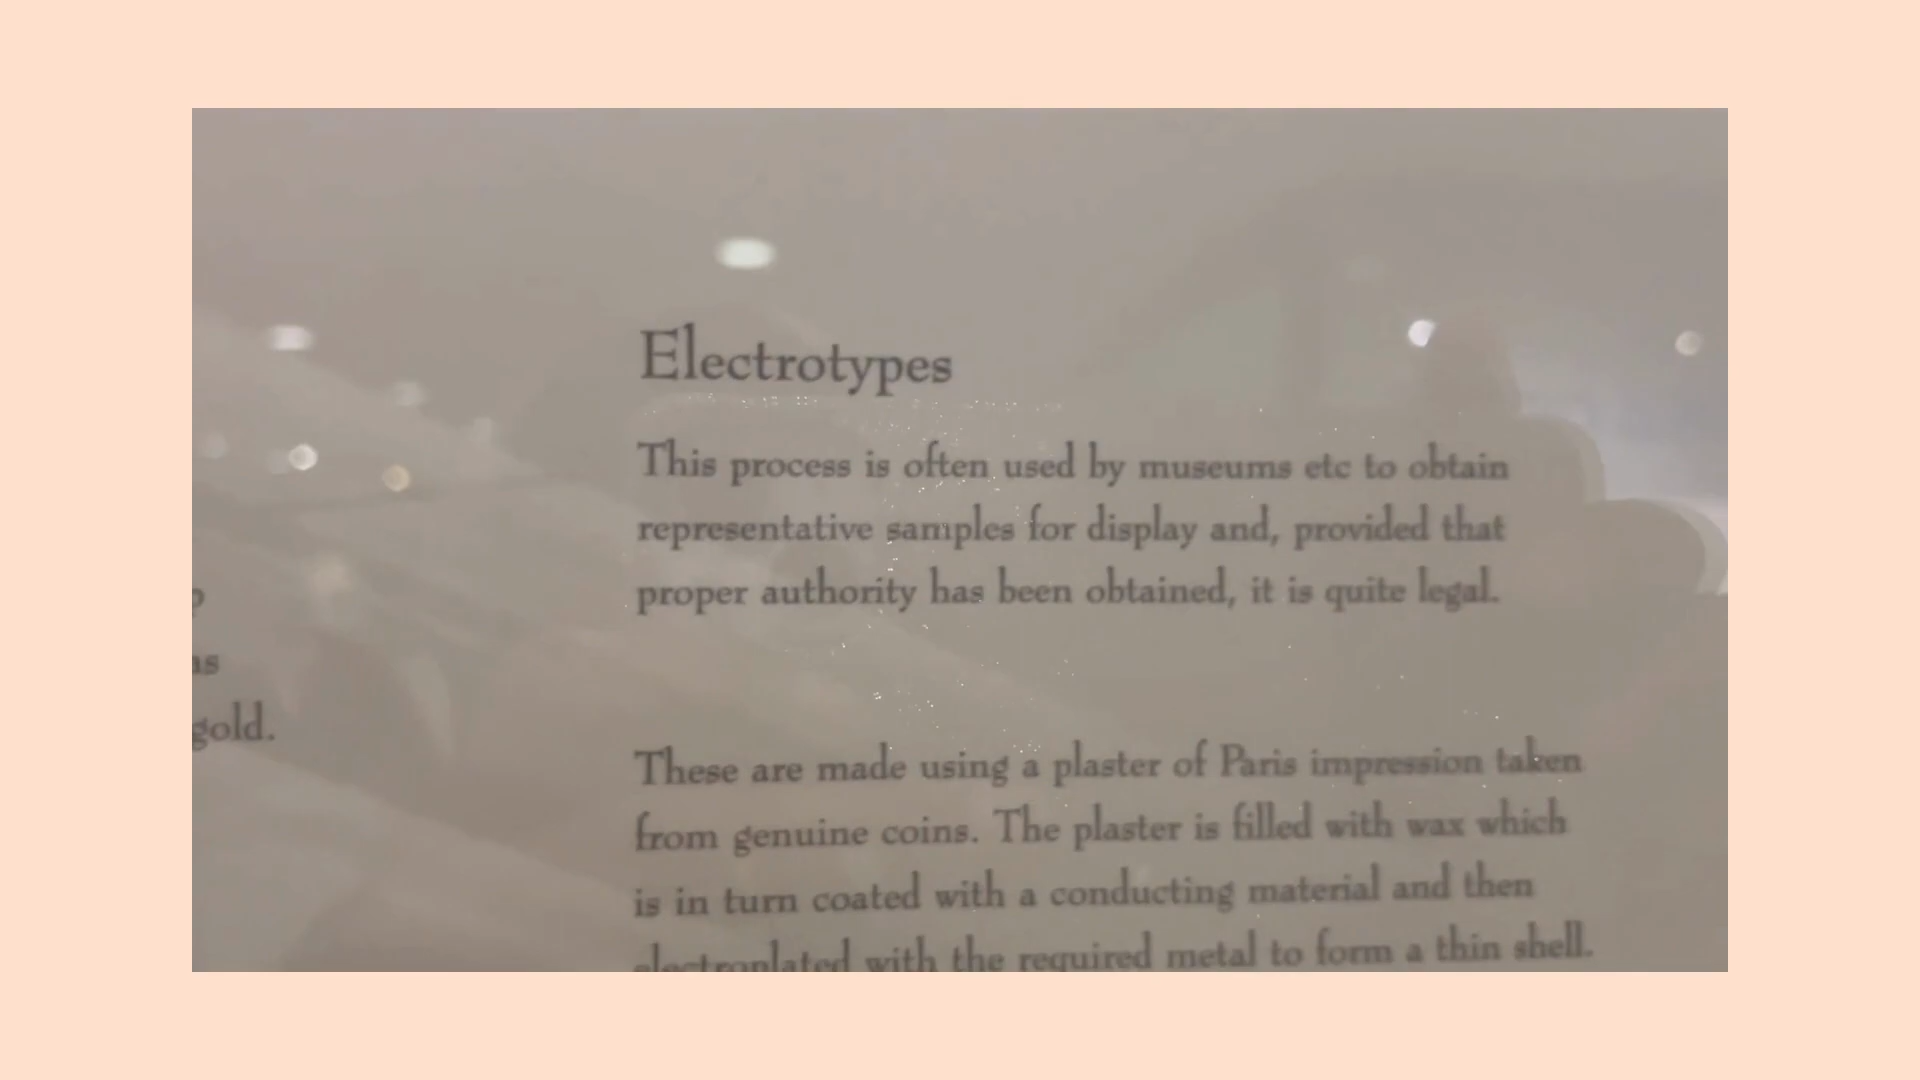 Electrotypes
This process is often used by museums etc to obtain
representative samples for display and, provided that
proper authority has been obtained, it is quite legal.
as
gold.
These are made using a plaster of Paris impression taken
from genuine coins. The plaster is filled with wax which
is in turn coated with a conducting material and then
electroplated with the required metal to form a thin shell.